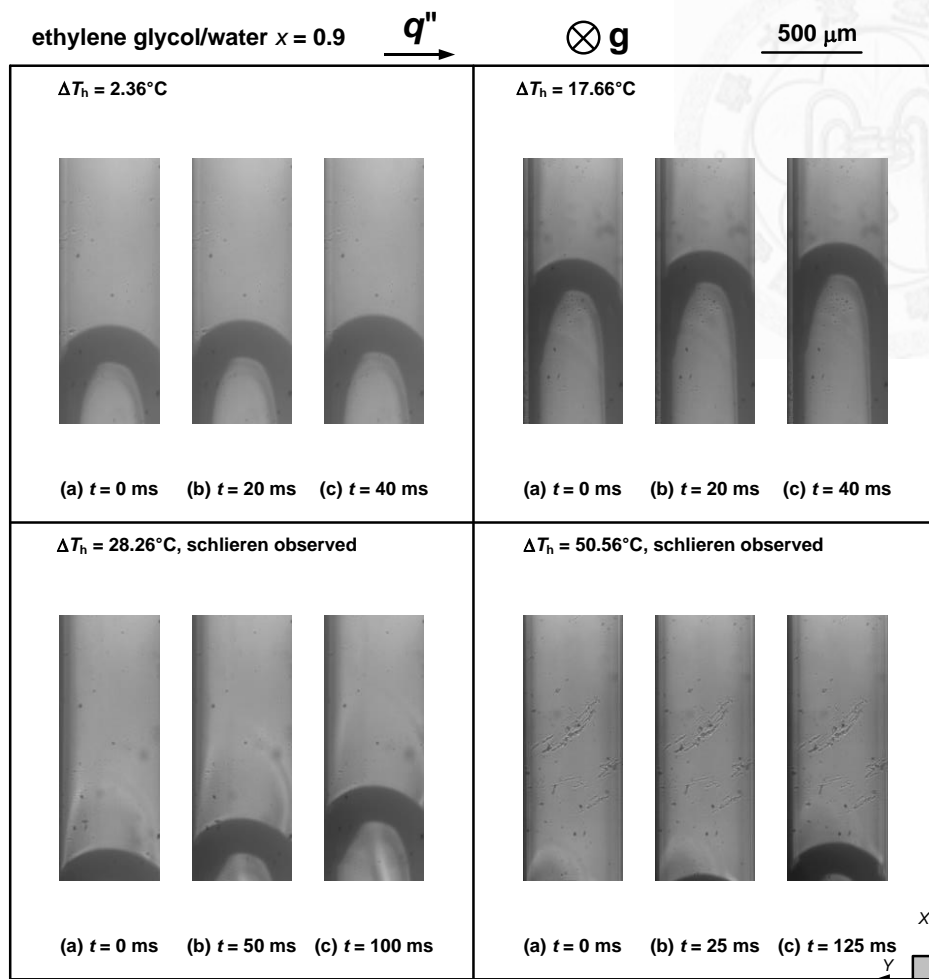 ethylene glycol/water x = 0.9 q" ⊗ g 500 μm
ΔTh = 2.36°C
ΔTh = 17.66°C
(a) t = 0 ms (b) t = 20 ms (c) t = 40 ms
(a) t = 0 ms (b) t = 20 ms (c) t = 40 ms
ΔTh = 28.26°C, schlieren observed
ΔTh = 50.56°C, schlieren observed
(a) t = 0 ms (b) t = 50 ms (c) t = 100 ms
(a) t = 0 ms (b) t = 25 ms (c) t = 125 ms
X
Y